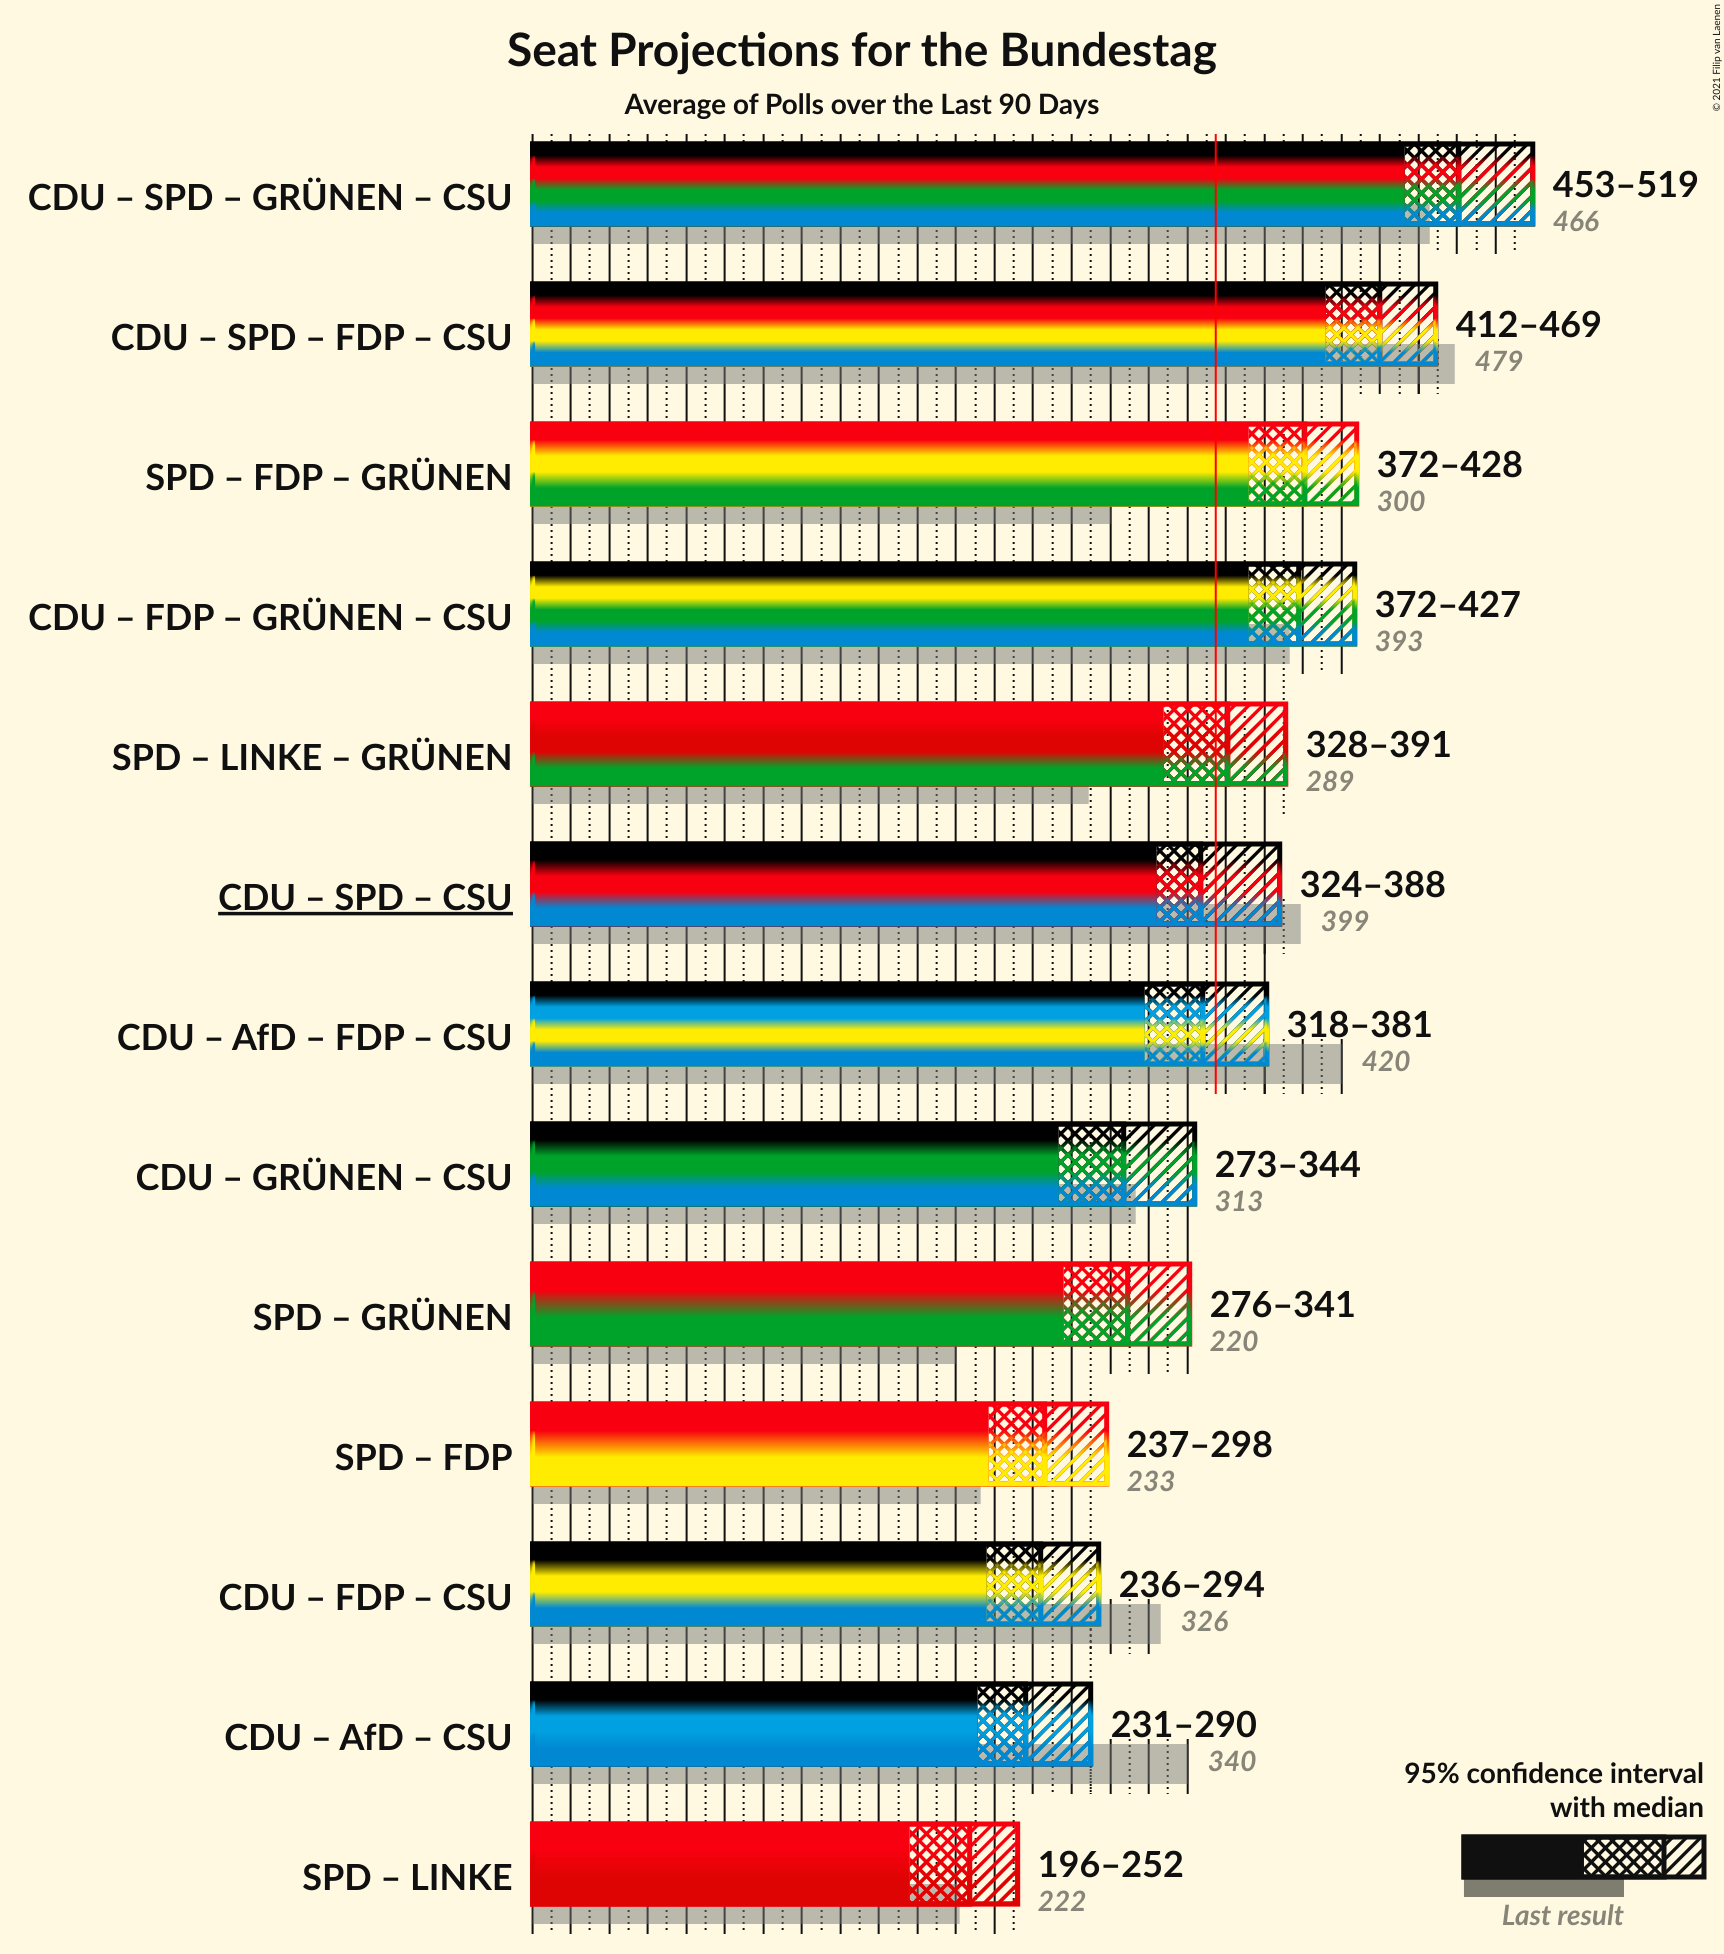 Seat Projections for the Bundestag
Average of Polls over the Last 90 Days
© 2021 Filip van Laenen
CDU – SPD – GRÜNEN – CSU
453–519
466
CDU – SPD – FDP – CSU
412–469
479
SPD – FDP – GRÜNEN
372–428
300
CDU – FDP – GRÜNEN – CSU
372–427
393
SPD – LINKE – GRÜNEN
328–391
289
CDU – SPD – CSU
324–388
399
CDU – AfD – FDP – CSU
318–381
420
CDU – GRÜNEN – CSU
273–344
313
SPD – GRÜNEN
276–341
220
SPD – FDP
237–298
233
CDU – FDP – CSU
236–294
326
CDU – AfD – CSU
231–290
340
SPD – LINKE
196–252
222
95% confidence interval
with median
Last result